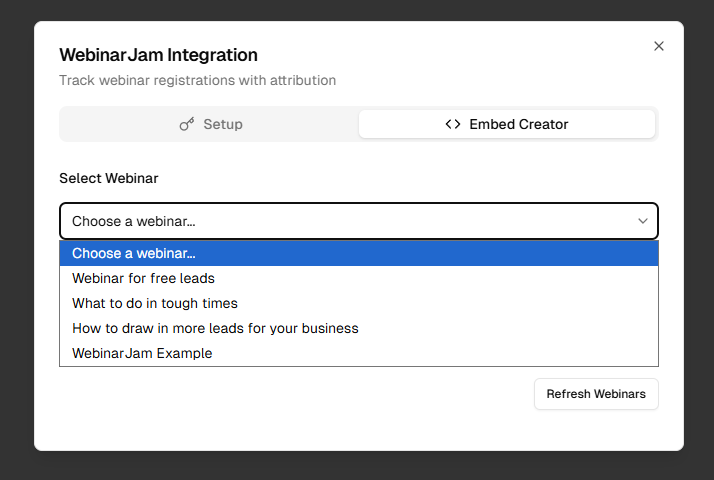 WebinarJam Integration
Track webinar registrations with attribution
Setup
Embed Creator
Select Webinar
Choose a webinar...
Choose a webinar...
Webinar for free leads
What to do in tough times
How to draw in more leads for your business
WebinarJam Example
Refresh Webinars